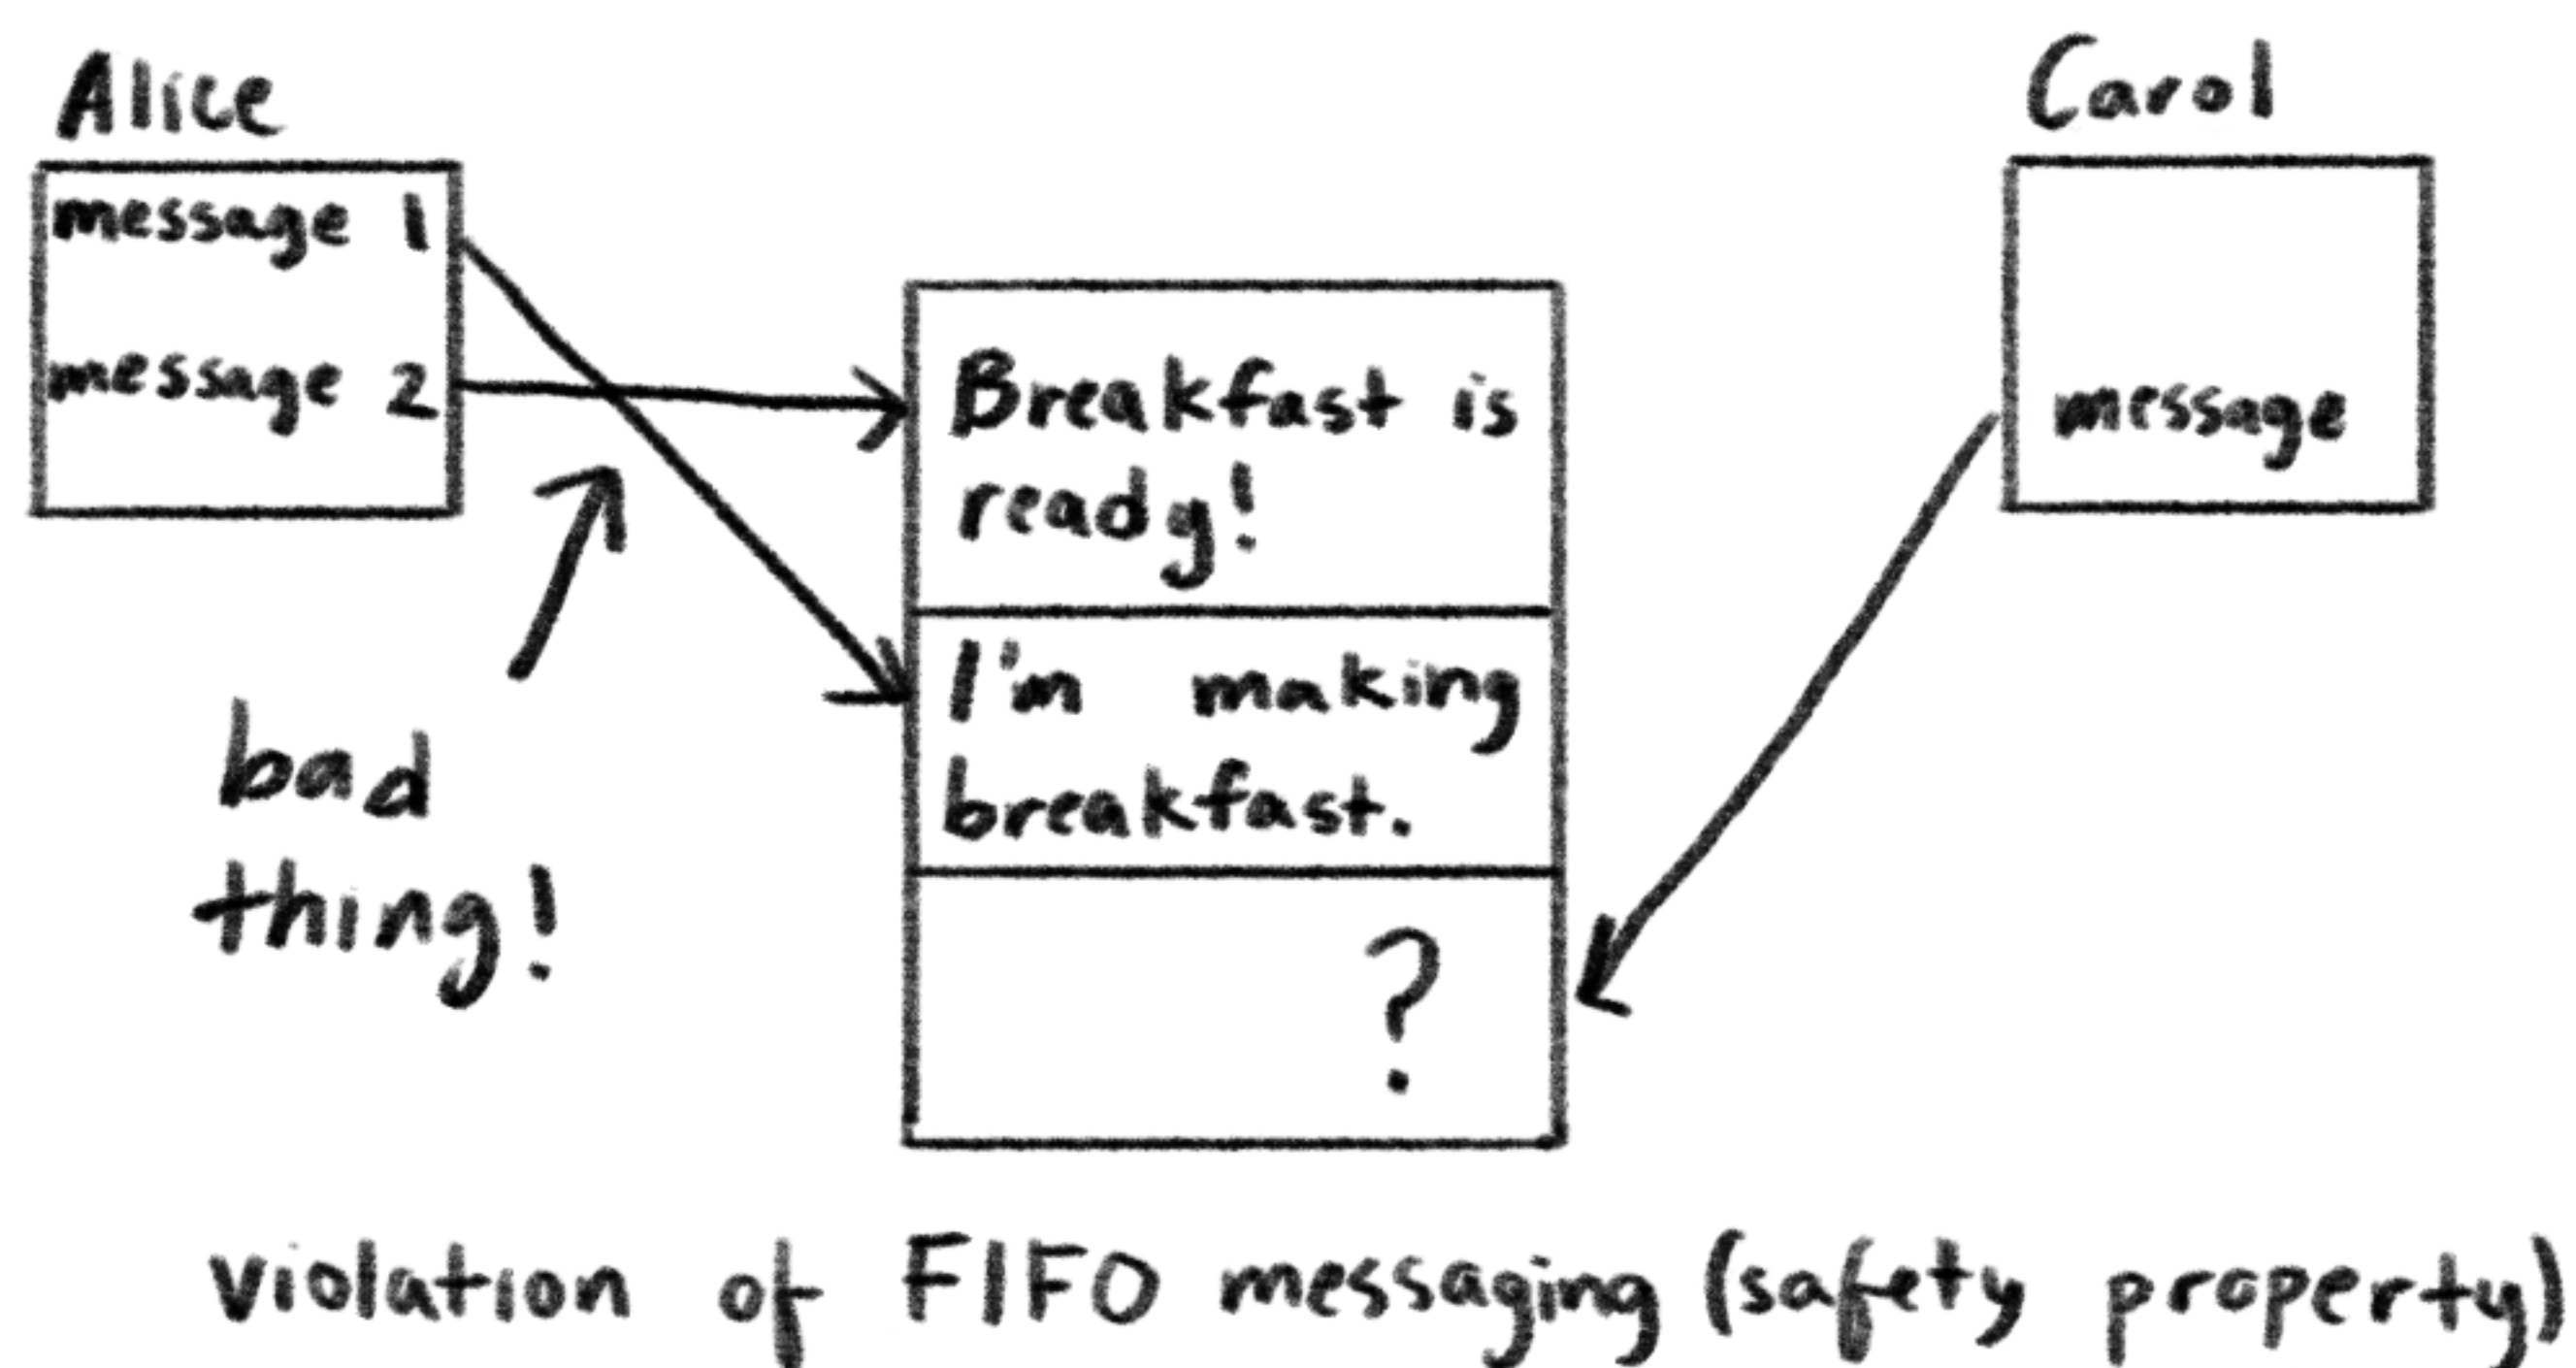 Alice
message 1
message 2
bad
thing!
Breakfast is
ready!
I'm making
breakfast.
?
Carol
message
violation of FIFO messaging (safety property)